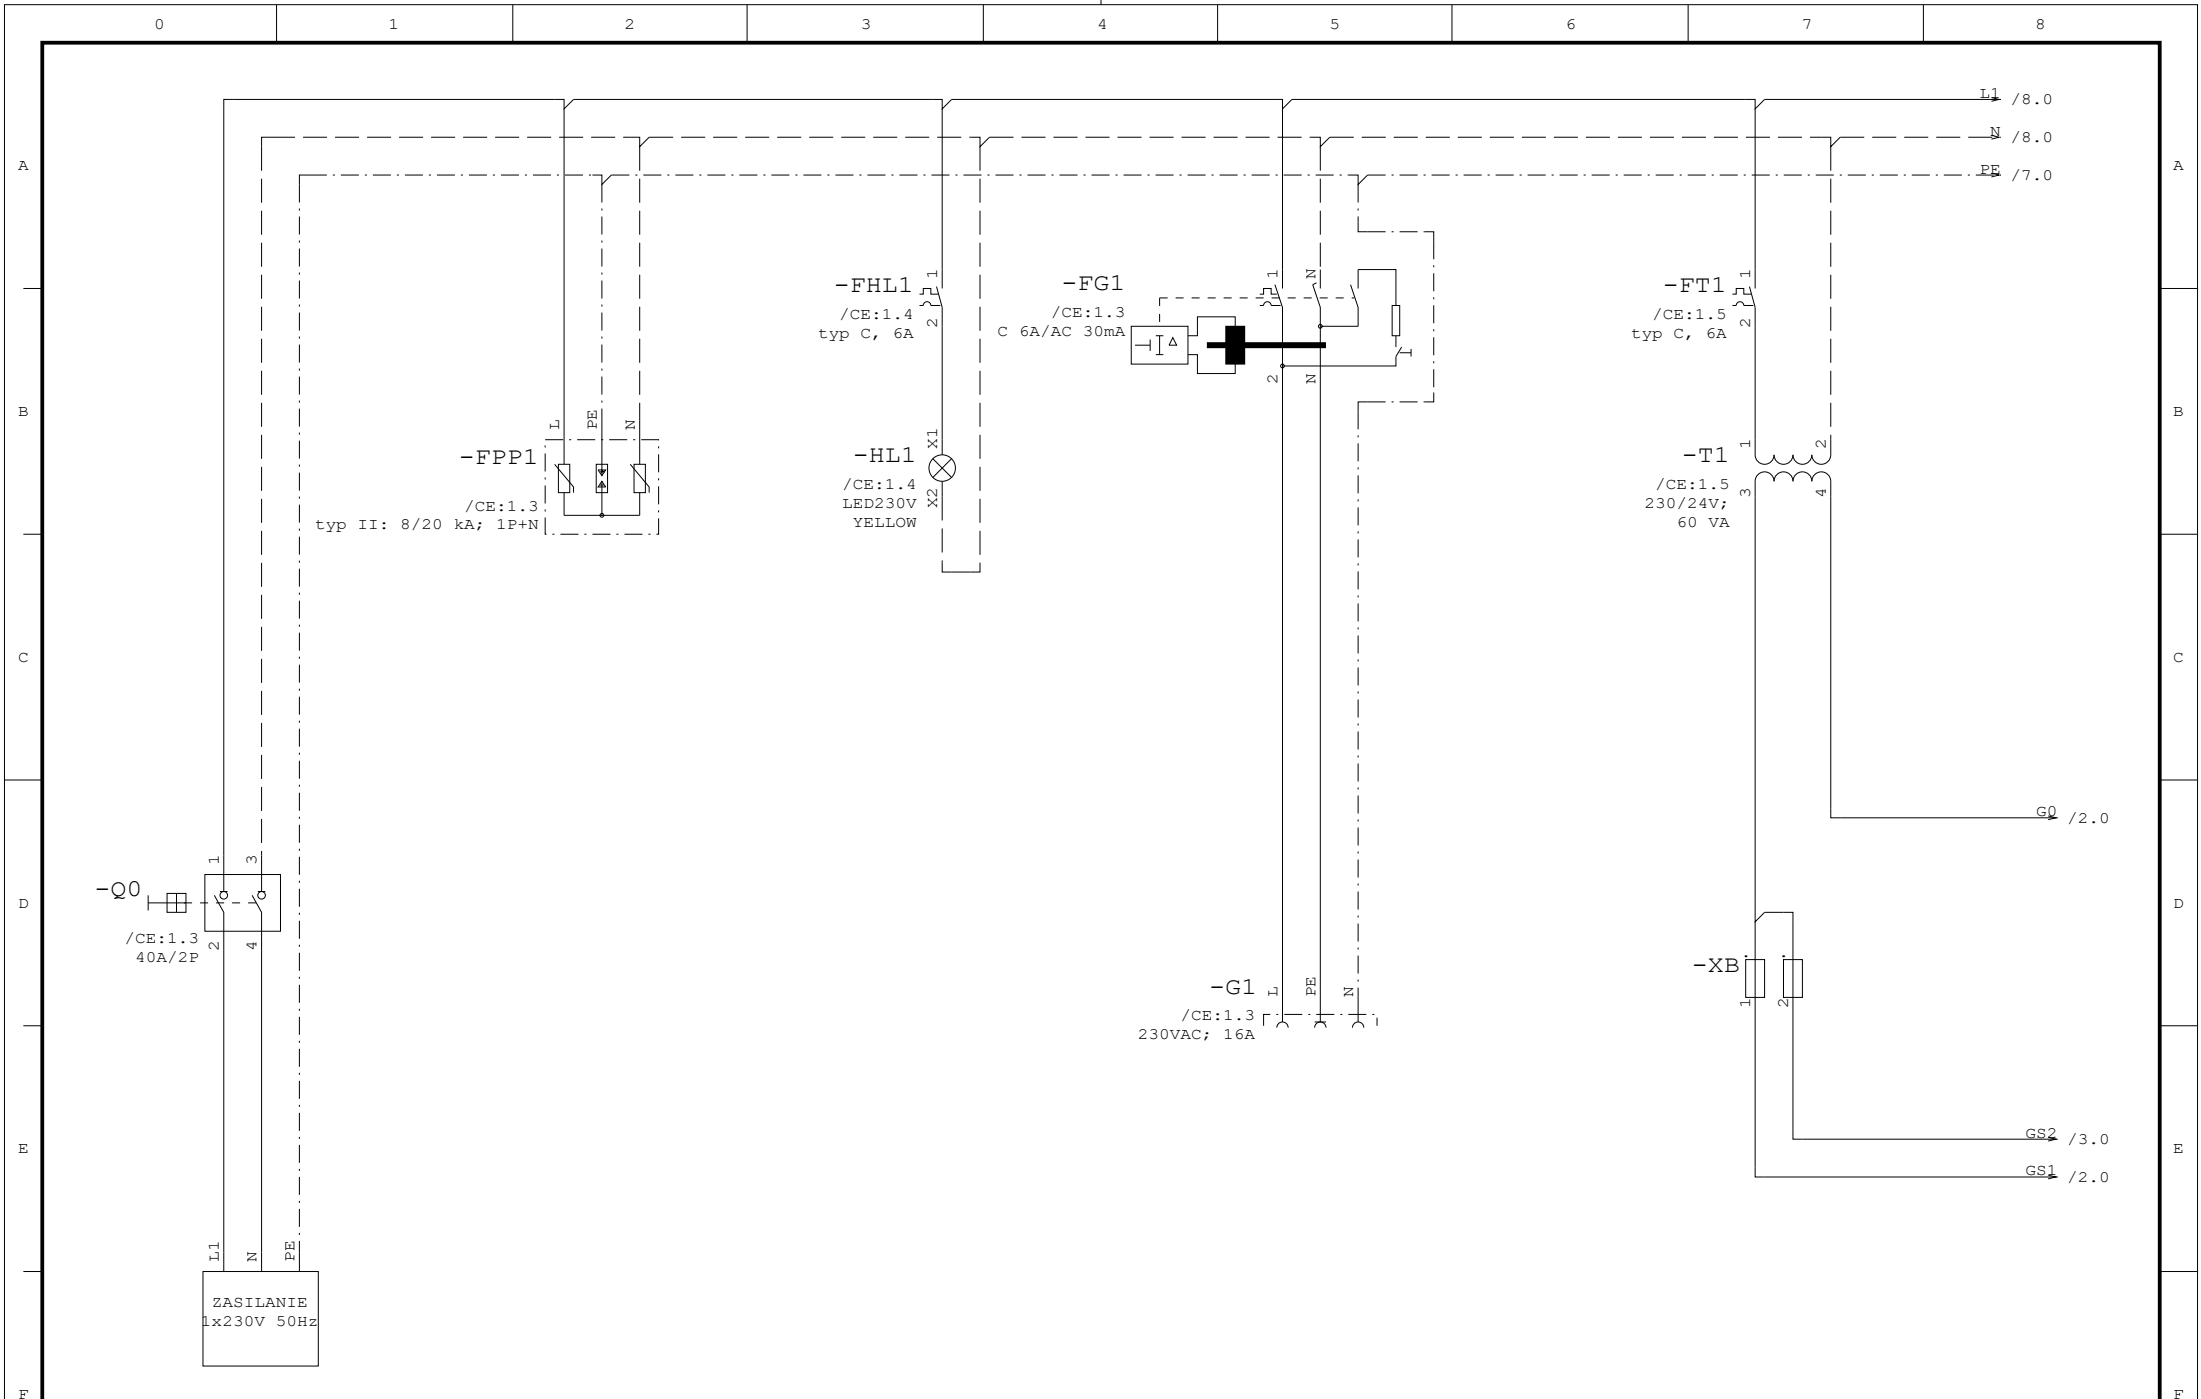 0 1 2 3 4 5 6 7 8
L1 /8.0
N /8.0
A A
PE /7.0
-FHL1 1
/CE:1.4
typ C, 6A 2
-FG1 1 N
/CE:1.3
C 6A/AC 30mA
2 N
-FT1 1
/CE:1.5
typ C, 6A 2
B B
L PE N
-FPP1
/CE:1.3
typ II: 8/20 kA; 1P+N
X1
-HL1
/CE:1.4
LED230V X2
YELLOW
1 2
-T1
/CE:1.5 3 4
230/24V;
60 VA
C C
G0 /2.0
1 3
-Q0
D D
/CE:1.3 2 4
40A/2P
-XB
1 2
-G1 L PE N
/CE:1.3
230VAC; 16A
E E
GS2 /3.0
GS1 /2.0
L1 N PE
ZASILANIE
1x230V 50Hz
F F